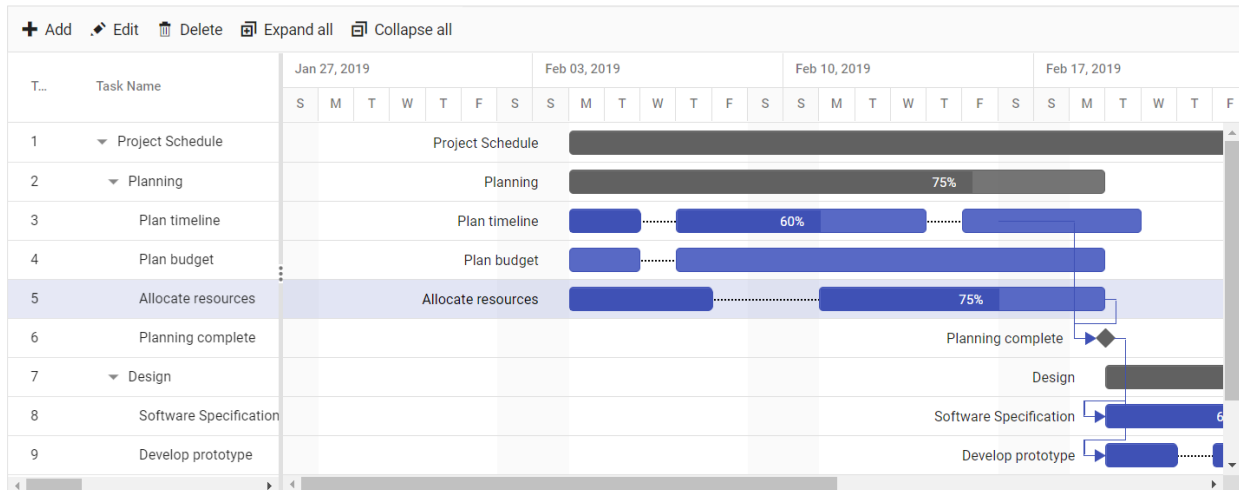 Add Edit Delete Expand all Collapse all
T... Task Name
Jan 27, 2019 Feb 03, 2019 Feb 10, 2019 Feb 17, 2019
S M T W T F S S M T W T F S S M T W T F S S M T W T F
1 Project Schedule Project Schedule
2 Planning Planning 75%
3 Plan timeline Plan timeline 60%
4 Plan budget Plan budget
5 Allocate resources Allocate resources 75%
6 Planning complete Planning complete
7 Design Design
8 Software Specification Software Specification 6
9 Develop prototype Develop prototype